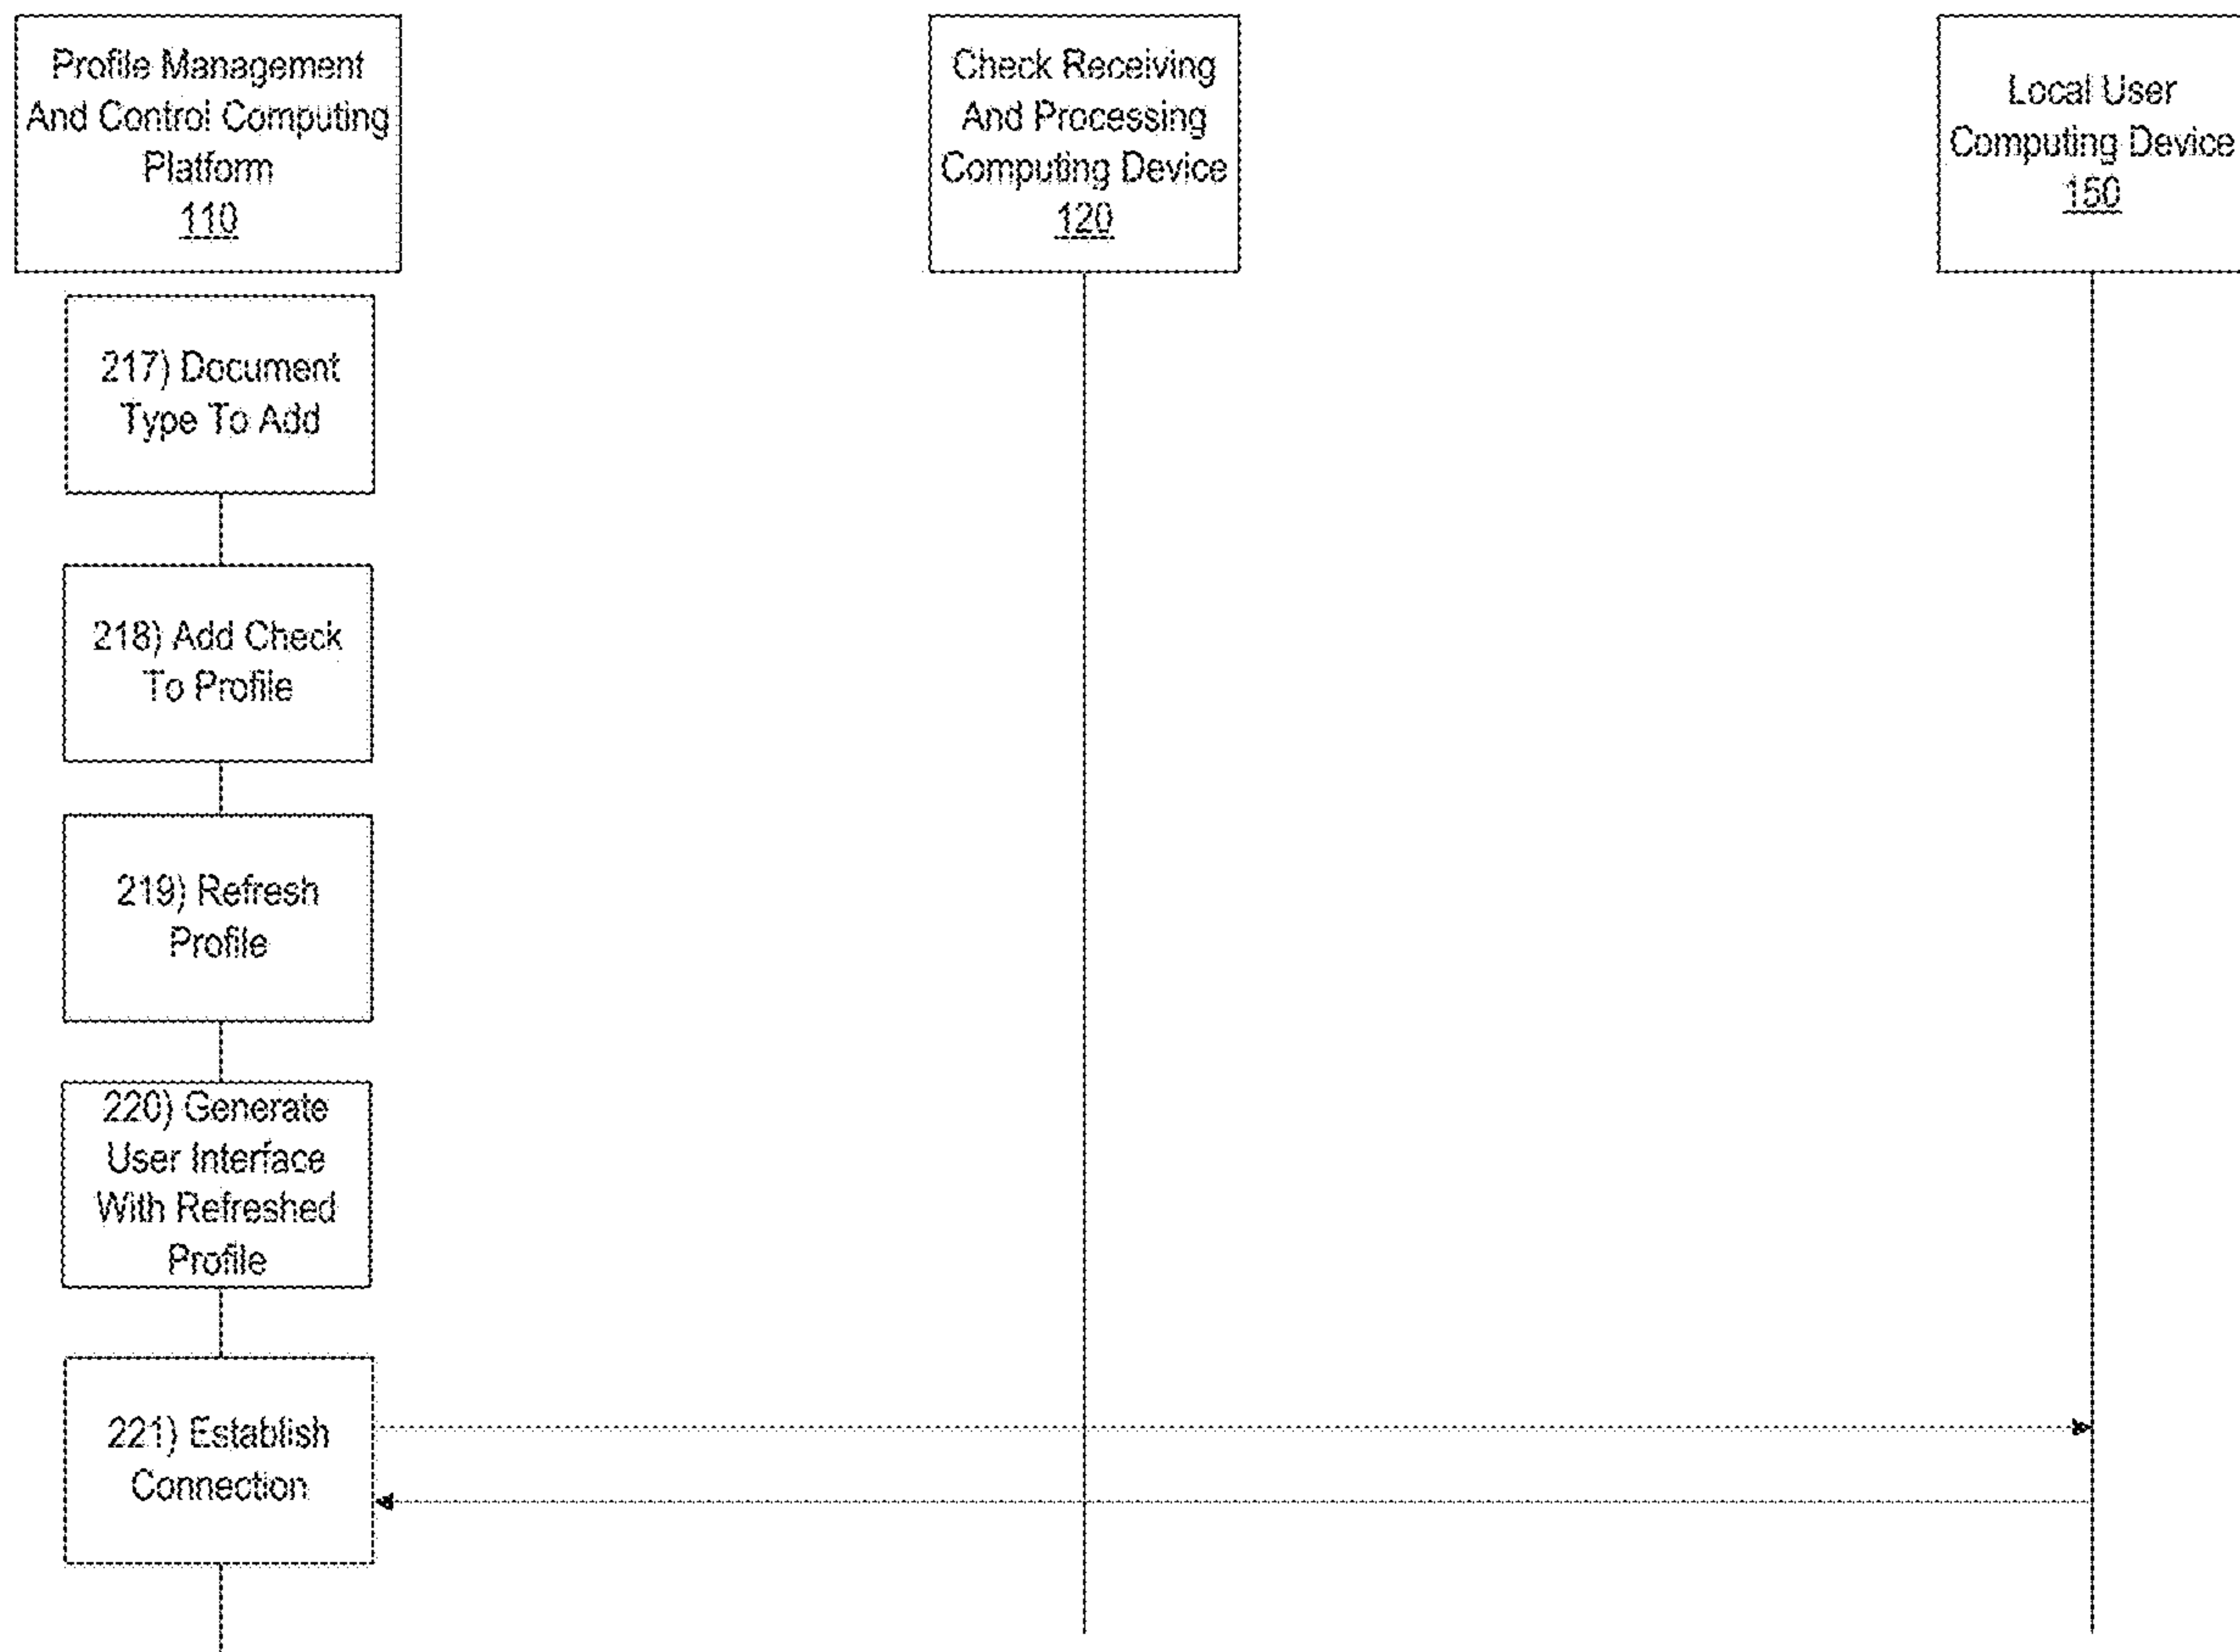 Profile Management
And Control Computing
Platform
110
Check Receiving
And Processing
Computing Device
120
Local User
Computing Device
150
217) Document
Type To Add
218) Add Check
To Profile
219) Refresh
Profile
220) Generate
User Interface
With Refreshed
Profile
221) Establish
Connection